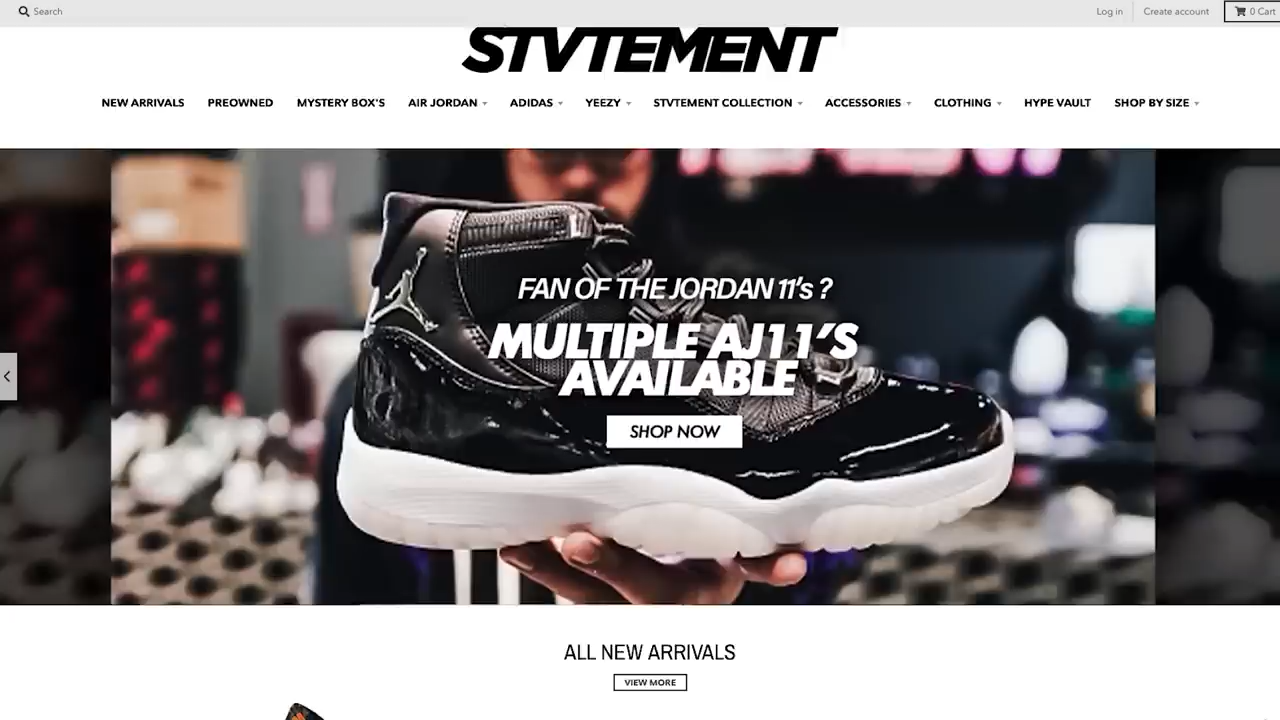 Search
Log in
Create account
0 Cart
STVTEMENT
NEW ARRIVALS
PREOWNED
MYSTERY BOX'S
AIR JORDAN
ADIDAS
YEEZY
STVTEMENT COLLECTION
ACCESSORIES
CLOTHING
HYPE VAULT
SHOP BY SIZE
FAN OF THE JORDAN 11's ?
MULTIPLE AJ11'S
AVAILABLE
SHOP NOW
ALL NEW ARRIVALS
VIEW MORE